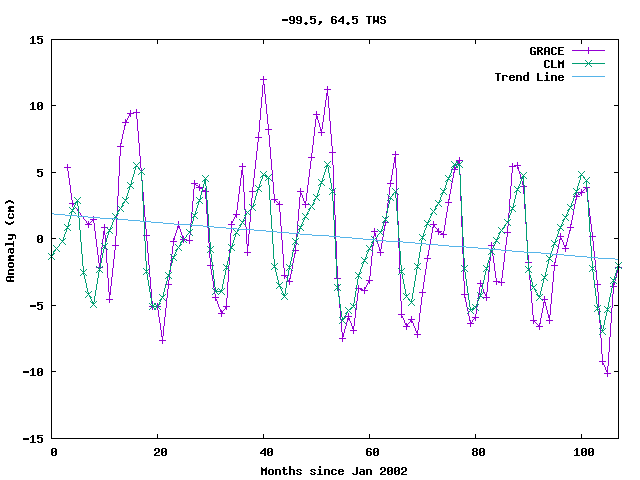 -99.5, 64.5 TWS
GRACE
CLM
Trend Line
Anomaly (cm)
15
10
5
0
-5
-10
-15
0 20 40 60 80 100
Months since Jan 2002